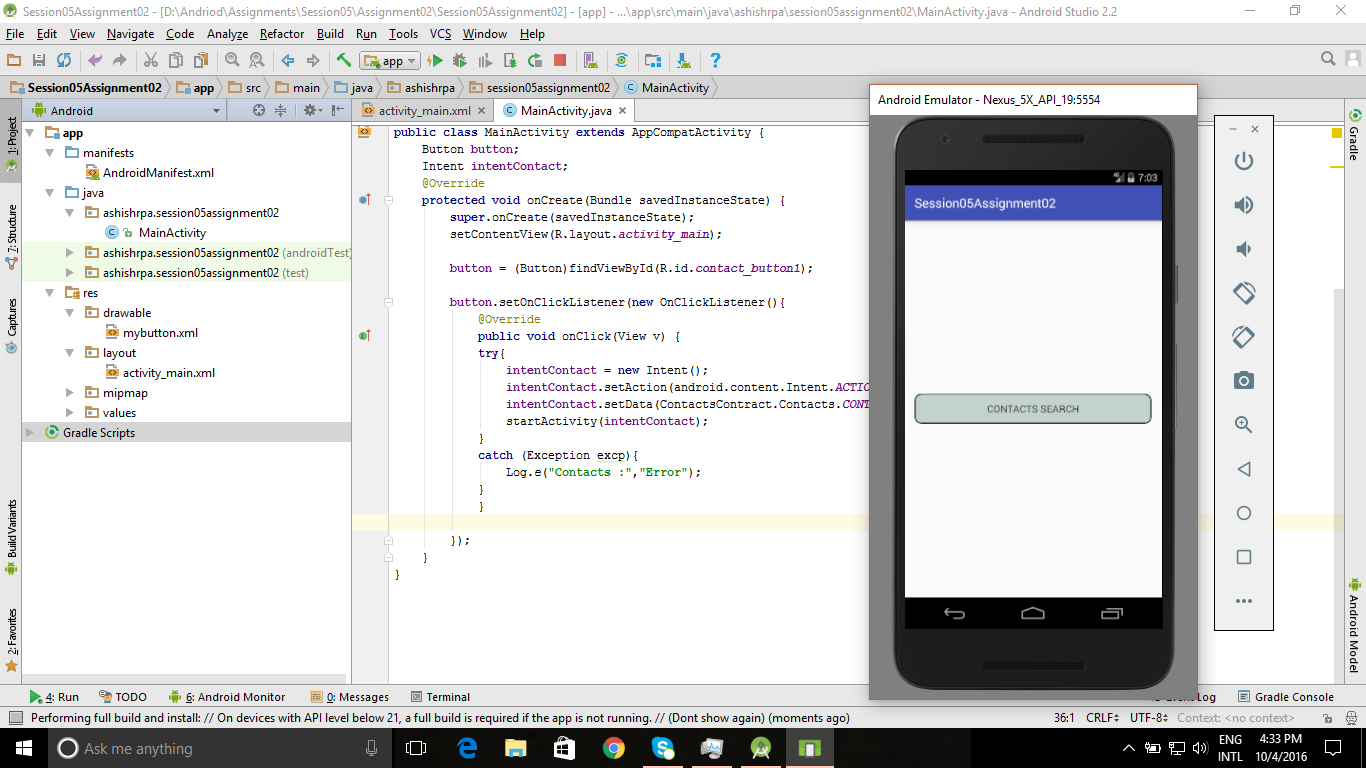 Session05Assignment02 - [D:\Andriod\Assignments\Session05\Assignment02\Session05Assignment02] - [app] - ...\app\src\main\java\ashishrpa\session05assignment02\MainActivity.java - Android Studio 2.2
File Edit View Navigate Code Analyze Refactor Build Run Tools VCS Window Help
app
Session05Assignment02 app src main java ashishrpa session05assignment02 MainActivity
Android
activity_main.xml MainActivity.java
1: Project
7: Structure
Captures
Build Variants
2: Favorites
app
manifests
AndroidManifest.xml
java
ashishrpa.session05assignment02
MainActivity
ashishrpa.session05assignment02 (androidTest)
ashishrpa.session05assignment02 (test)
res
drawable
mybutton.xml
layout
activity_main.xml
mipmap
values
Gradle Scripts
public class MainActivity extends AppCompatActivity {
Button button;
Intent intentContact;
@Override
protected void onCreate(Bundle savedInstanceState) {
super.onCreate(savedInstanceState);
setContentView(R.layout.activity_main);
button = (Button)findViewById(R.id.contact_button1);
button.setOnClickListener(new OnClickListener(){
@Override
public void onClick(View v) {
try{
intentContact = new Intent();
intentContact.setAction(android.content.Intent.ACTIO
intentContact.setData(ContactsContract.Contacts.CONT
startActivity(intentContact);
}
catch (Exception excp){
Log.e("Contacts :","Error");
}
}
});
}
}
Android Emulator - Nexus_5X_API_19:5554
7:03
Session05Assignment02
CONTACTS SEARCH
Gradle
Android Model
4: Run TODO 6: Android Monitor 0: Messages Terminal Log Gradle Console
Performing full build and install: // On devices with API level below 21, a full build is required if the app is not running. // (Dont show again) (moments ago)
36:1 CRLF UTF-8 Context: <no context>
Ask me anything
ENG
INTL
4:33 PM
10/4/2016